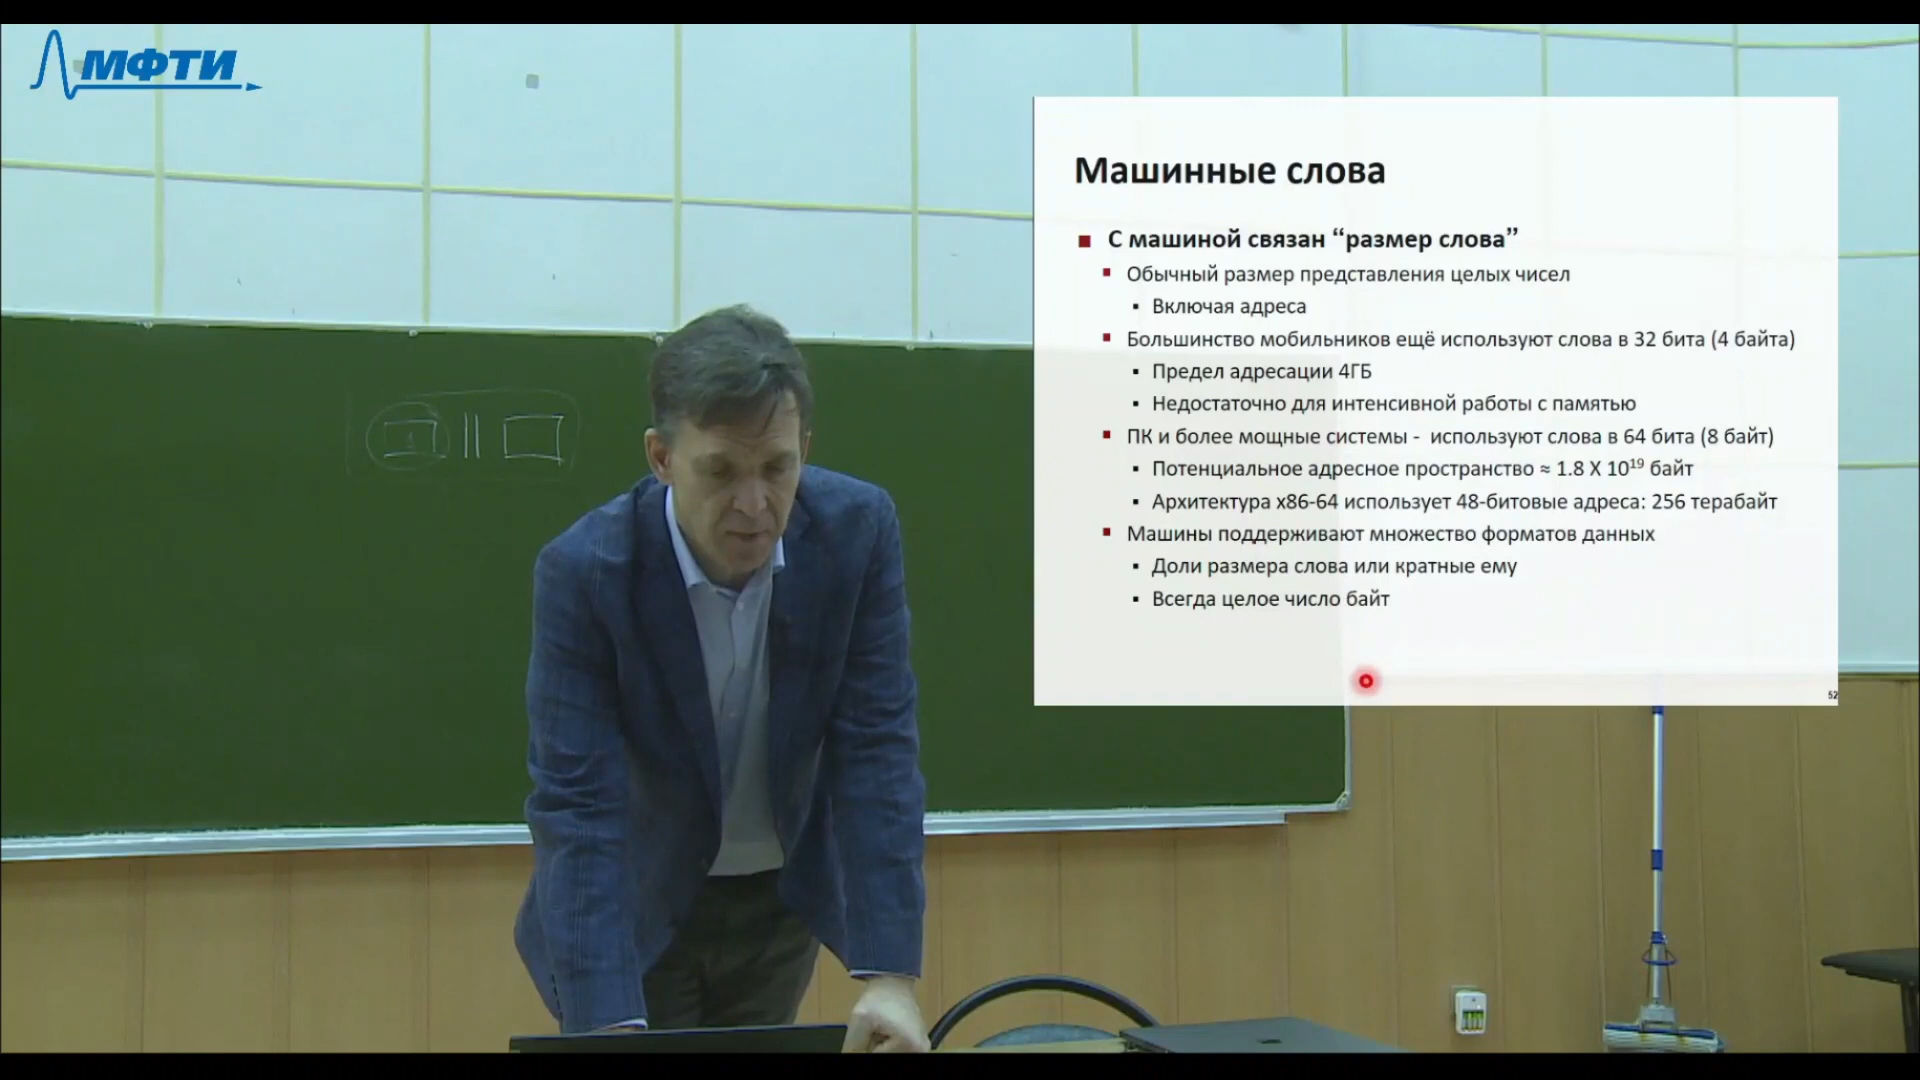 МФТИ
Машинные слова
С машиной связан “размер слова”
Обычный размер представления целых чисел
Включая адреса
Большинство мобильников ещё используют слова в 32 бита (4 байта)
Предел адресации 4ГБ
Недостаточно для интенсивной работы с памятью
ПК и более мощные системы - используют слова в 64 бита (8 байт)
Потенциальное адресное пространство ≈ 1.8 X 10¹⁹ байт
Архитектура x86-64 использует 48-битовые адреса: 256 терабайт
Машины поддерживают множество форматов данных
Доли размера слова или кратные ему
Всегда целое число байт
52